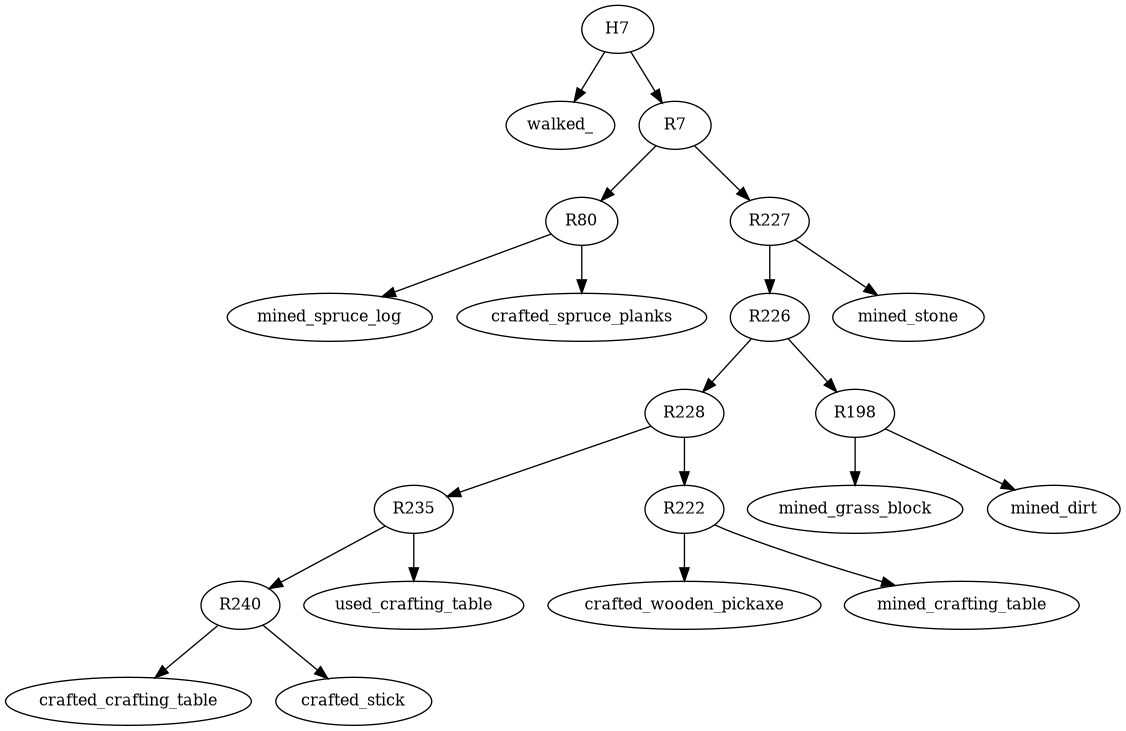 H7
walked_
R7
R80
R227
mined_spruce_log
crafted_spruce_planks
R226
mined_stone
R228
R198
R235
R222
mined_grass_block
mined_dirt
R240
used_crafting_table
crafted_wooden_pickaxe
mined_crafting_table
crafted_crafting_table
crafted_stick